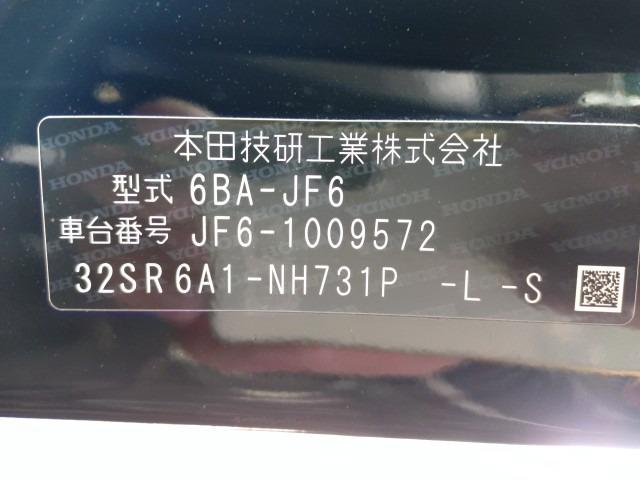 本田技研工業株式会社
型式 6BA-JF6
車台番号 JF6-1009572
32SR6A1-NH731P -L -S